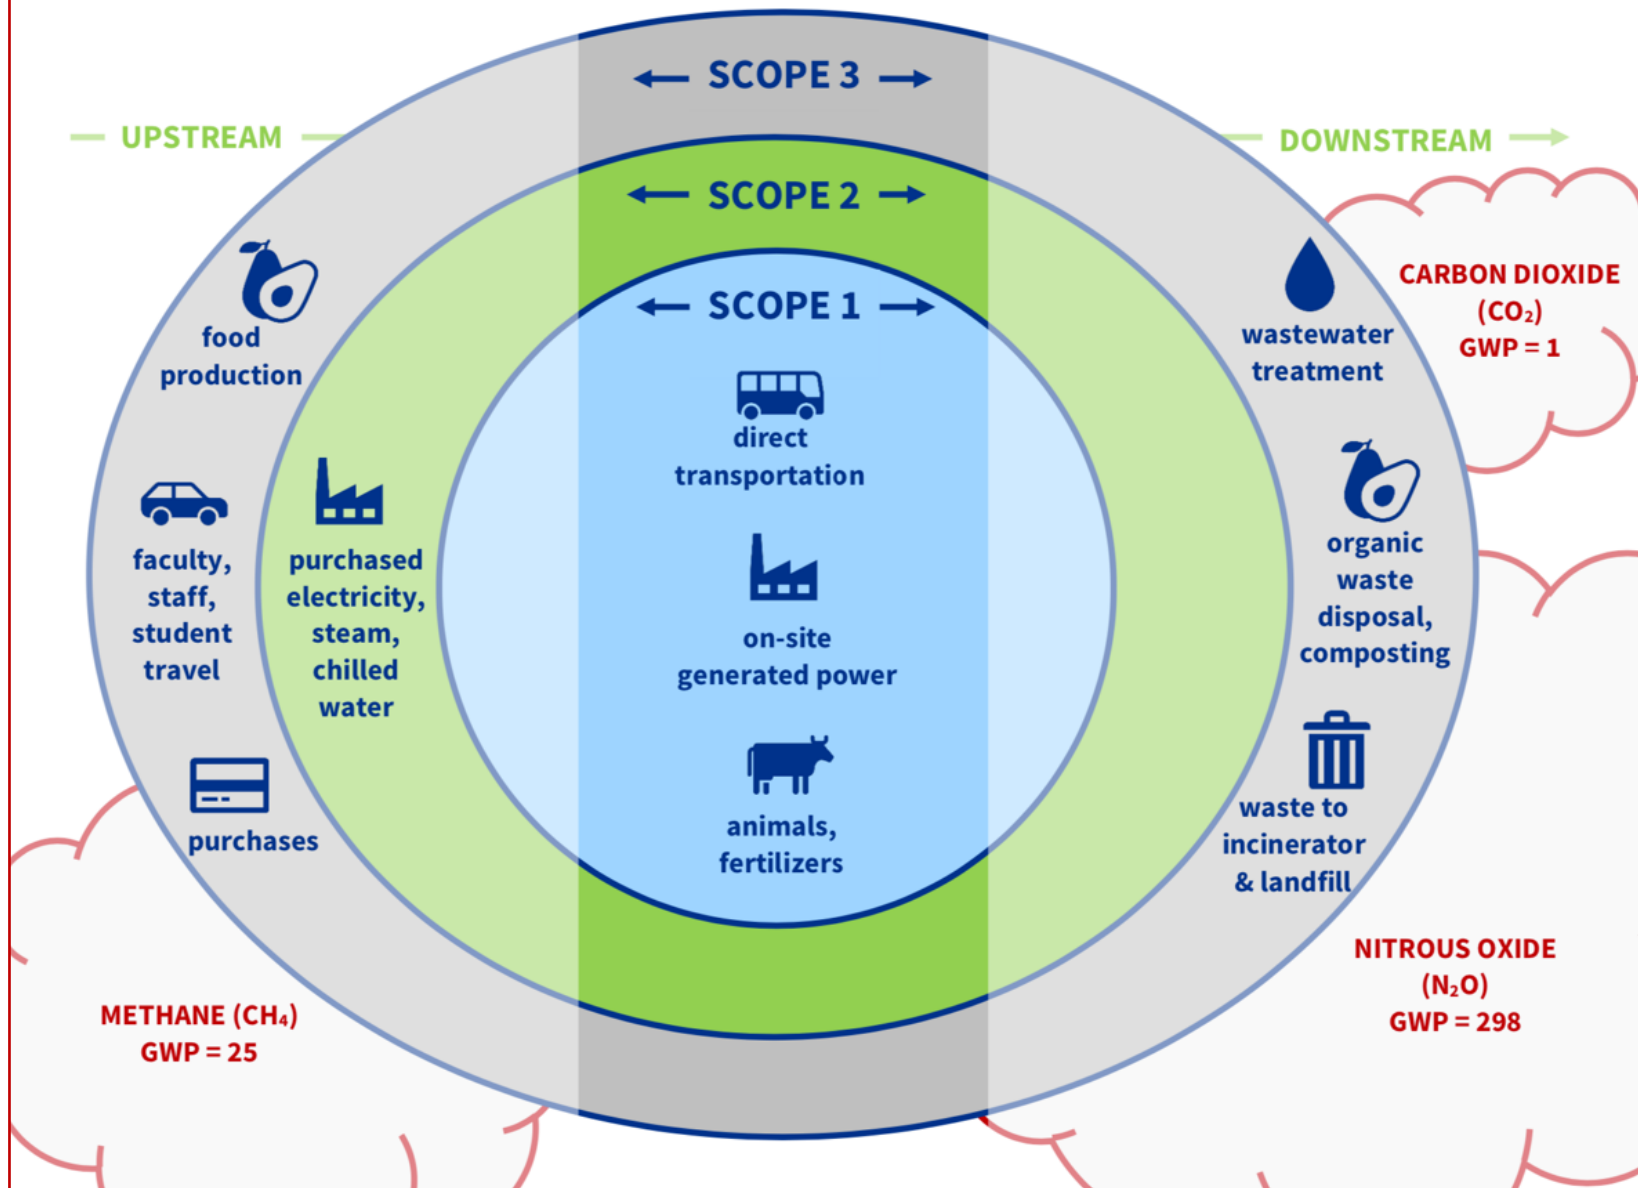 SCOPE 3
UPSTREAM
DOWNSTREAM
SCOPE 2
SCOPE 1
food
production
faculty,
staff,
student
travel
purchases
purchased
electricity,
steam,
chilled
water
direct
transportation
on-site
generated power
animals,
fertilizers
wastewater
treatment
organic
waste
disposal,
composting
waste to
incinerator
& landfill
CARBON DIOXIDE
(CO₂)
GWP = 1
METHANE (CH₄)
GWP = 25
NITROUS OXIDE
(N₂O)
GWP = 298